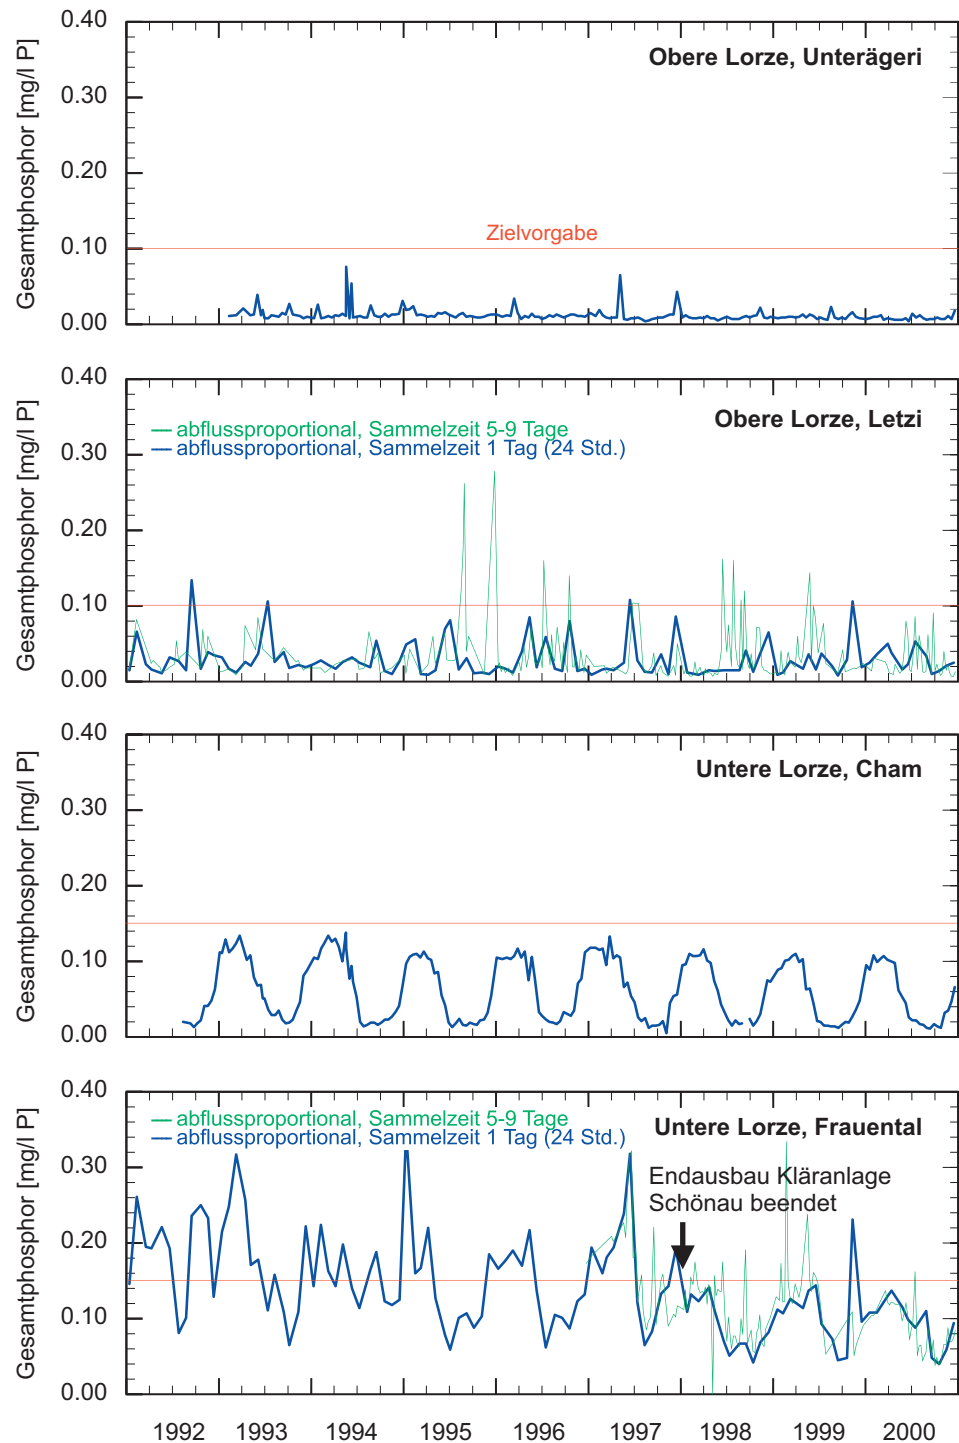 Gesamtphosphor [mg/l P]
0.40
0.30
0.20
0.10
0.00
Obere Lorze, Unterägeri
Zielvorgabe
Gesamtphosphor [mg/l P]
0.40
0.30
0.20
0.10
0.00
Obere Lorze, Letzi
abflussproportional, Sammelzeit 5-9 Tage
abflussproportional, Sammelzeit 1 Tag (24 Std.)
Gesamtphosphor [mg/l P]
0.40
0.30
0.20
0.10
0.00
Untere Lorze, Cham
Gesamtphosphor [mg/l P]
0.40
0.30
0.20
0.10
0.00
abflussproportional, Sammelzeit 5-9 Tage
abflussproportional, Sammelzeit 1 Tag (24 Std.)
Untere Lorze, Frauental
Endausbau Kläranlage
Schönau beendet
1992 1993 1994 1995 1996 1997 1998 1999 2000